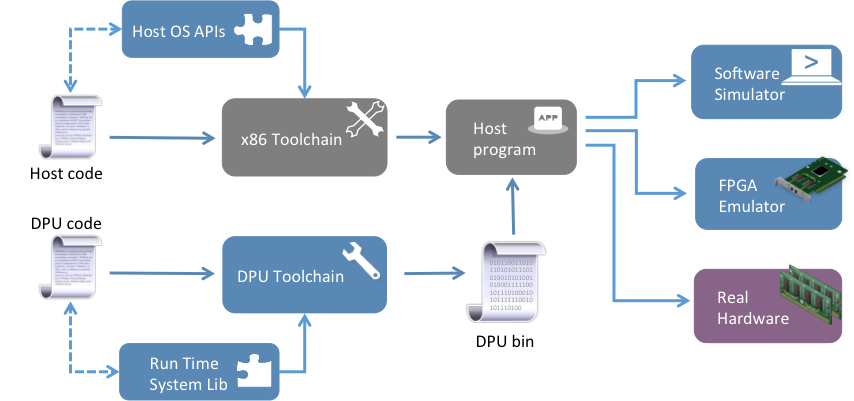 Host OS APIs
Host code
x86 Toolchain
APP
Host
program
>
Software
Simulator
FPGA
Emulator
DPU code
DPU Toolchain
Run Time
System Lib
DPU bin
Real
Hardware